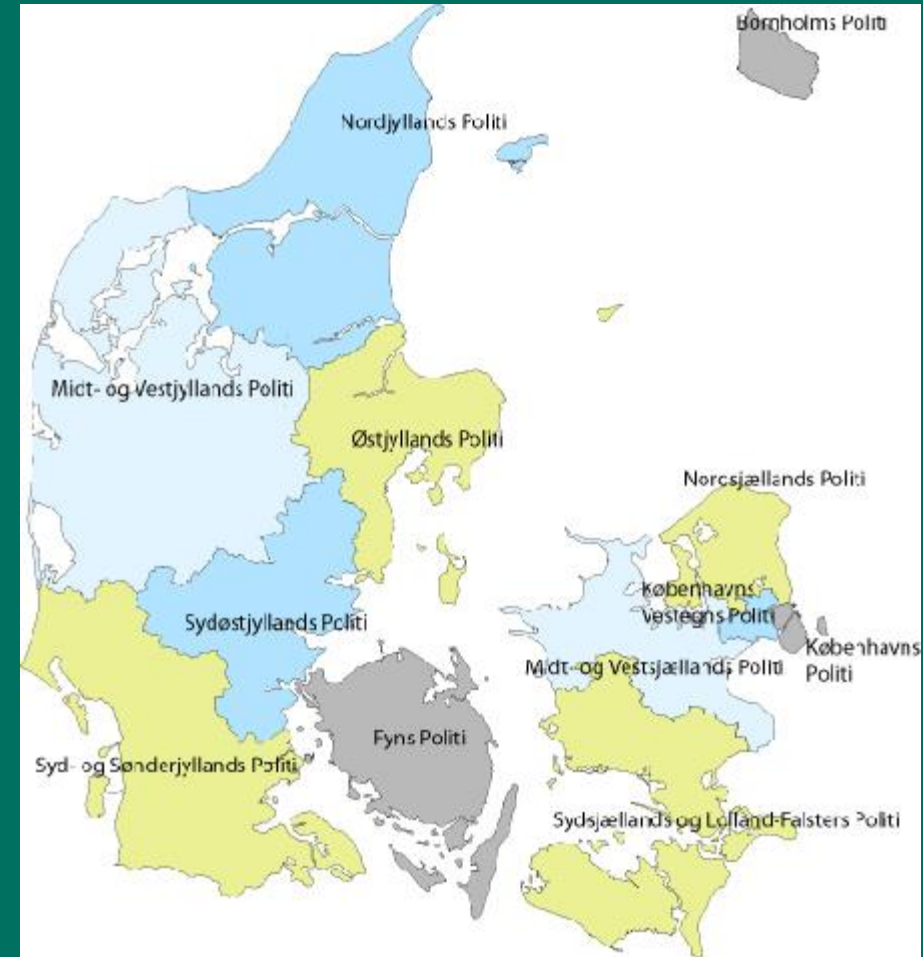 Bornholms Politi
Nordjyllands Politi
Midt- og Vestjyllands Politi
Østjyllands Politi
Nordsjællands Politi
Københavns
Vestegns Politi
Sydøstjyllands Politi
Københavns
Politi
Midt- og Vestsjællands Politi
Fyns Politi
Syd- og Sønderjyllands Politi
Sydsjællands og Lolland-Falsters Politi